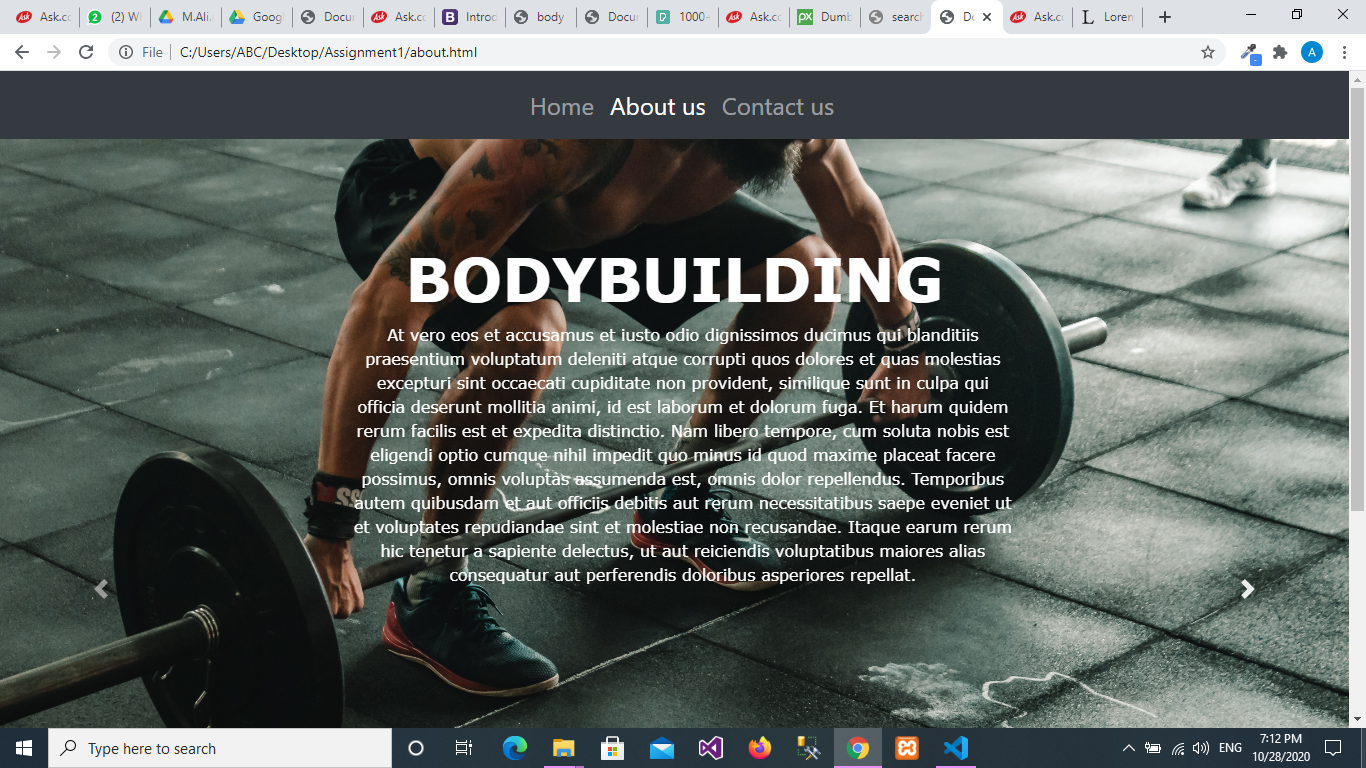 Ask.co
(2) W
M.Ali.
Goog
Docur
Ask.co
Introd
body
Docur
1000+
Ask.co
Dumb
search
Do
Ask.co
Lorem
File
C:/Users/ABC/Desktop/Assignment1/about.html
A
Home About us Contact us
BODYBUILDING
At vero eos et accusamus et iusto odio dignissimos ducimus qui blanditiis
praesentium voluptatum deleniti atque corrupti quos dolores et quas molestias
excepturi sint occaecati cupiditate non provident, similique sunt in culpa qui
officia deserunt mollitia animi, id est laborum et dolorum fuga. Et harum quidem
rerum facilis est et expedita distinctio. Nam libero tempore, cum soluta nobis est
eligendi optio cumque nihil impedit quo minus id quod maxime placeat facere
possimus, omnis voluptas assumenda est, omnis dolor repellendus. Temporibus
autem quibusdam et aut officiis debitis aut rerum necessitatibus saepe eveniet ut
et voluptates repudiandae sint et molestiae non recusandae. Itaque earum rerum
hic tenetur a sapiente delectus, ut aut reiciendis voluptatibus maiores alias
consequatur aut perferendis doloribus asperiores repellat.
Type here to search
ENG
7:12 PM
10/28/2020